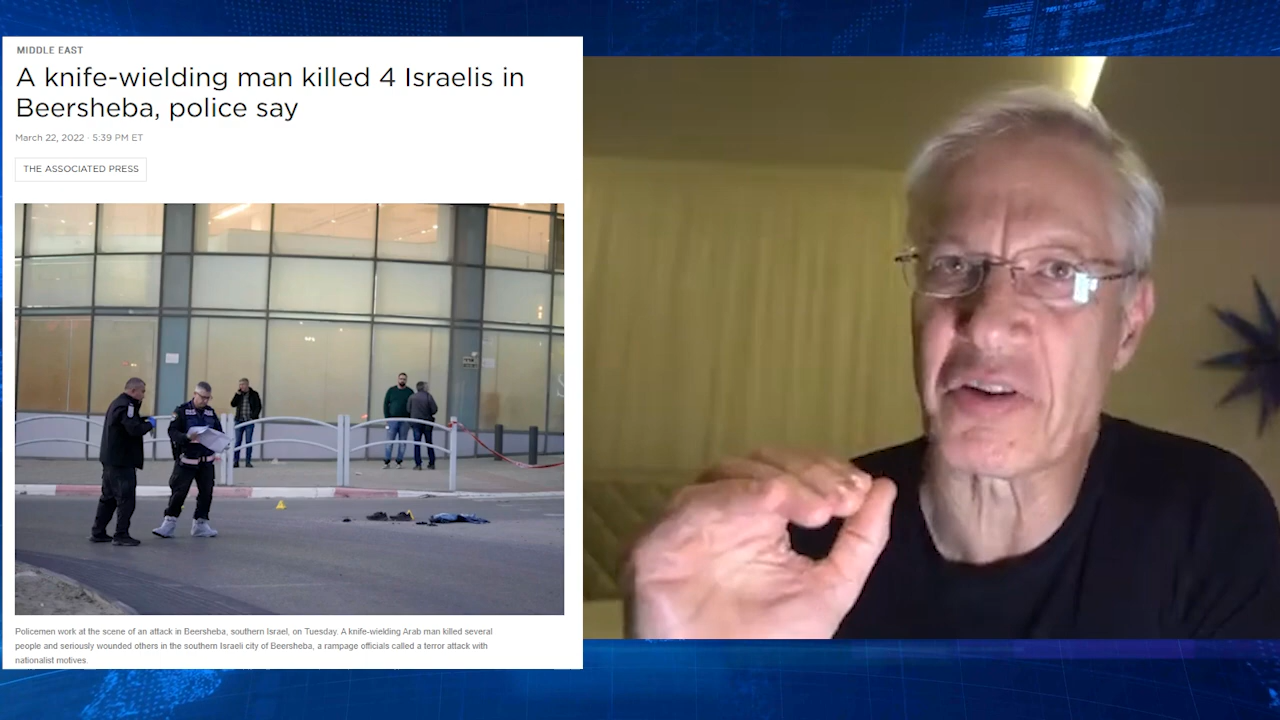 MIDDLE EAST
A knife-wielding man killed 4 Israelis in
Beersheba, police say
March 22, 2022 · 5:39 PM ET
THE ASSOCIATED PRESS
Policemen work at the scene of an attack in Beersheba, southern Israel, on Tuesday. A knife-wielding Arab man killed several
people and seriously wounded others in the southern Israeli city of Beersheba, a rampage officials called a terror attack with
nationalist motives.